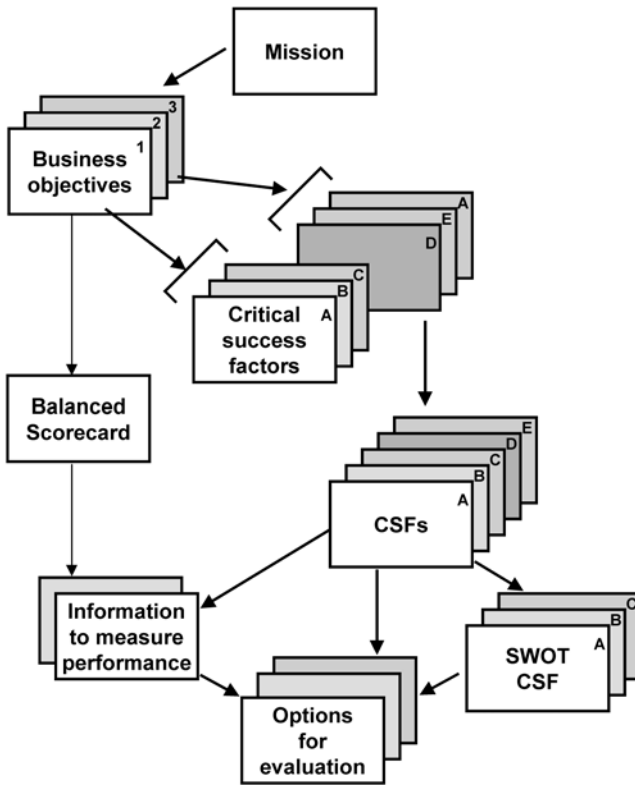 Mission
3
2
1
Business
objectives
A
E
D
C
B
A
Critical
success
factors
Balanced
Scorecard
E
D
C
B
A
CSFs
Information
to measure
performance
C
B
A
SWOT
CSF
Options
for
evaluation